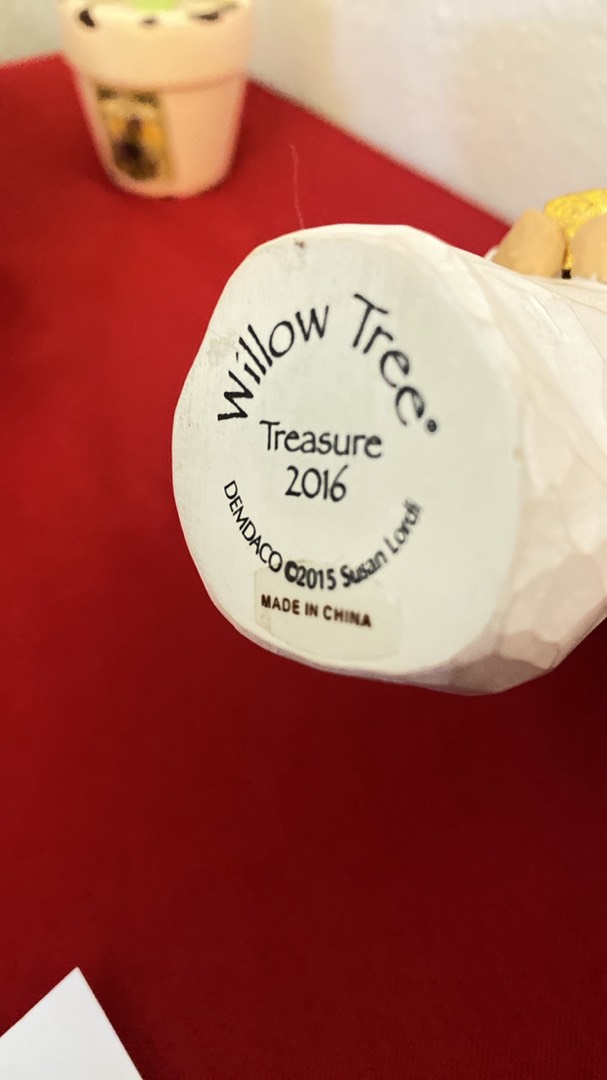 Willow Tree®
Treasure
2016
DEMDACO ©2015 Susan Lordi
MADE IN CHINA